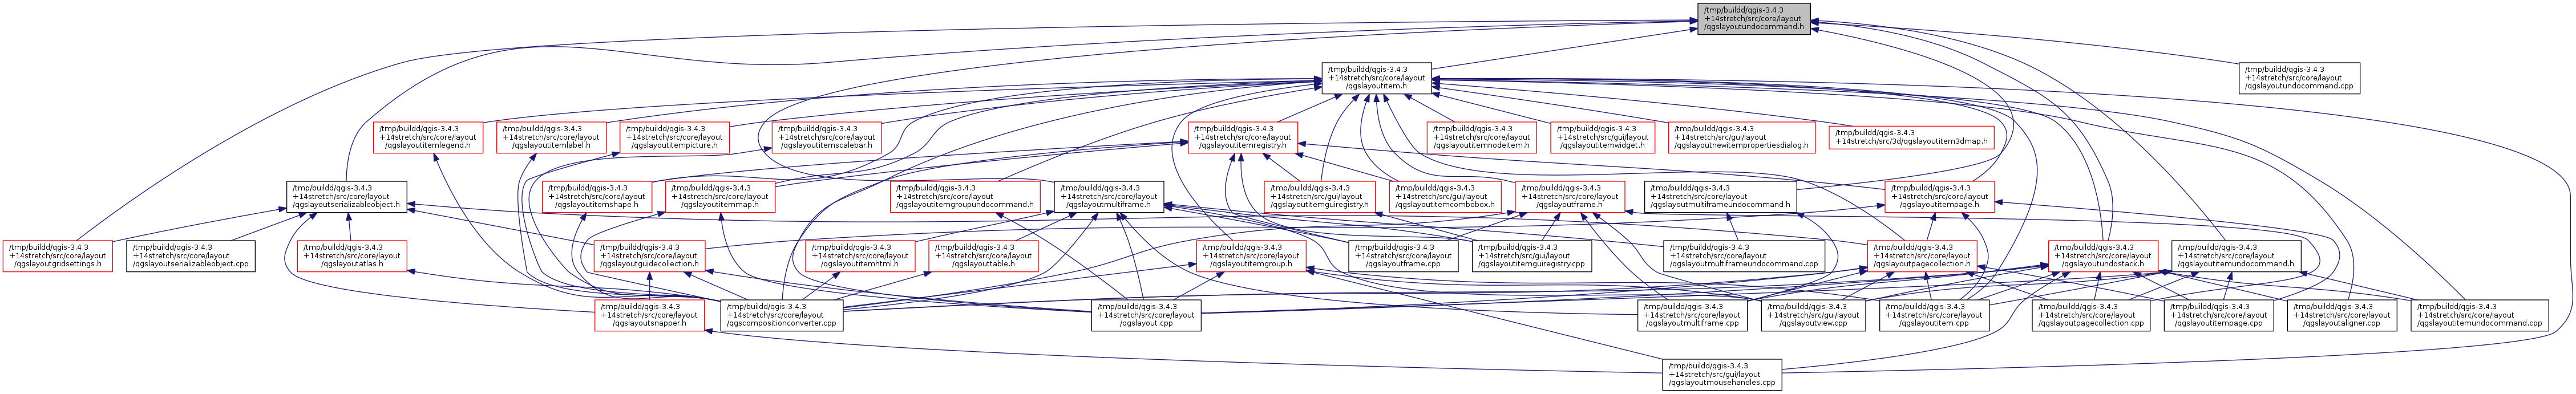 /tmp/buildd/qgis-3.4.3
+14stretch/src/core/layout
/qgslayoutundocommand.h
/tmp/buildd/qgis-3.4.3
+14stretch/src/core/layout
/qgslayoutitem.h
/tmp/buildd/qgis-3.4.3
+14stretch/src/core/layout
/qgslayoutundocommand.cpp
/tmp/buildd/qgis-3.4.3
+14stretch/src/core/layout
/qgslayoutitemlegend.h
/tmp/buildd/qgis-3.4.3
+14stretch/src/core/layout
/qgslayoutitemlabel.h
/tmp/buildd/qgis-3.4.3
+14stretch/src/core/layout
/qgslayoutitempicture.h
/tmp/buildd/qgis-3.4.3
+14stretch/src/core/layout
/qgslayoutitemscalebar.h
/tmp/buildd/qgis-3.4.3
+14stretch/src/core/layout
/qgslayoutitemregistry.h
/tmp/buildd/qgis-3.4.3
+14stretch/src/core/layout
/qgslayoutitemnodeitem.h
/tmp/buildd/qgis-3.4.3
+14stretch/src/gui/layout
/qgslayoutitemwidget.h
/tmp/buildd/qgis-3.4.3
+14stretch/src/gui/layout
/qgslayoutnewitempropertiesdialog.h
/tmp/buildd/qgis-3.4.3
+14stretch/src/3d/qgslayoutitem3dmap.h
/tmp/buildd/qgis-3.4.3
+14stretch/src/core/layout
/qgslayoutserializableobject.h
/tmp/buildd/qgis-3.4.3
+14stretch/src/core/layout
/qgslayoutitemshape.h
/tmp/buildd/qgis-3.4.3
+14stretch/src/core/layout
/qgslayoutitemmap.h
/tmp/buildd/qgis-3.4.3
+14stretch/src/core/layout
/qgslayoutitemgroupundocommand.h
/tmp/buildd/qgis-3.4.3
+14stretch/src/core/layout
/qgslayoutmultiframe.h
/tmp/buildd/qgis-3.4.3
+14stretch/src/gui/layout
/qgslayoutitemguiregistry.h
/tmp/buildd/qgis-3.4.3
+14stretch/src/gui/layout
/qgslayoutitemcombobox.h
/tmp/buildd/qgis-3.4.3
+14stretch/src/core/layout
/qgslayoutframe.h
/tmp/buildd/qgis-3.4.3
+14stretch/src/core/layout
/qgslayoutmultiframeundocommand.h
/tmp/buildd/qgis-3.4.3
+14stretch/src/core/layout
/qgslayoutitempage.h
/tmp/buildd/qgis-3.4.3
+14stretch/src/core/layout
/qgslayoutgridsettings.h
/tmp/buildd/qgis-3.4.3
+14stretch/src/core/layout
/qgslayoutserializableobject.cpp
/tmp/buildd/qgis-3.4.3
+14stretch/src/core/layout
/qgslayoutatlas.h
/tmp/buildd/qgis-3.4.3
+14stretch/src/core/layout
/qgslayoutguidecollection.h
/tmp/buildd/qgis-3.4.3
+14stretch/src/core/layout
/qgslayoutitemhtml.h
/tmp/buildd/qgis-3.4.3
+14stretch/src/core/layout
/qgslayouttable.h
/tmp/buildd/qgis-3.4.3
+14stretch/src/core/layout
/qgslayoutitemgroup.h
/tmp/buildd/qgis-3.4.3
+14stretch/src/core/layout
/qgslayoutframe.cpp
/tmp/buildd/qgis-3.4.3
+14stretch/src/gui/layout
/qgslayoutitemguiregistry.cpp
/tmp/buildd/qgis-3.4.3
+14stretch/src/core/layout
/qgslayoutmultiframeundocommand.cpp
/tmp/buildd/qgis-3.4.3
+14stretch/src/core/layout
/qgslayoutpagecollection.h
/tmp/buildd/qgis-3.4.3
+14stretch/src/core/layout
/qgslayoutundostack.h
/tmp/buildd/qgis-3.4.3
+14stretch/src/core/layout
/qgslayoutitemundocommand.h
/tmp/buildd/qgis-3.4.3
+14stretch/src/core/layout
/qgslayoutsnapper.h
/tmp/buildd/qgis-3.4.3
+14stretch/src/core/layout
/qgscompositionconverter.cpp
/tmp/buildd/qgis-3.4.3
+14stretch/src/core/layout
/qgslayout.cpp
/tmp/buildd/qgis-3.4.3
+14stretch/src/core/layout
/qgslayoutmultiframe.cpp
/tmp/buildd/qgis-3.4.3
+14stretch/src/gui/layout
/qgslayoutview.cpp
/tmp/buildd/qgis-3.4.3
+14stretch/src/core/layout
/qgslayoutitem.cpp
/tmp/buildd/qgis-3.4.3
+14stretch/src/core/layout
/qgslayoutpagecollection.cpp
/tmp/buildd/qgis-3.4.3
+14stretch/src/core/layout
/qgslayoutitempage.cpp
/tmp/buildd/qgis-3.4.3
+14stretch/src/core/layout
/qgslayoutaligner.cpp
/tmp/buildd/qgis-3.4.3
+14stretch/src/core/layout
/qgslayoutitemundocommand.cpp
/tmp/buildd/qgis-3.4.3
+14stretch/src/gui/layout
/qgslayoutmousehandles.cpp